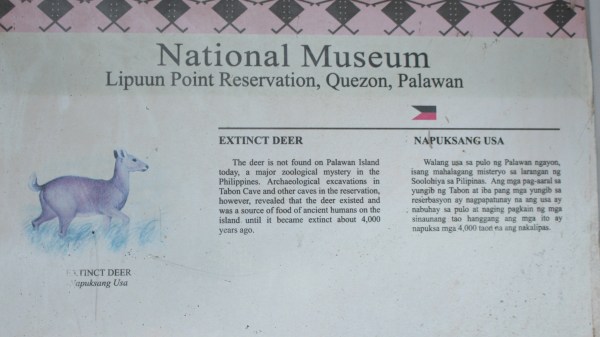 National Museum
Lipuun Point Reservation, Quezon, Palawan
EXTINCT DEER
The deer is not found on Palawan Island
today, a major zoological mystery in the
Philippines. Archaeological excavations in
Tabon Cave and other caves in the reservation,
however, revealed that the deer existed and
was a source of food of ancient humans on the
island until it became extinct about 4,000
years ago.
NAPUKSANG USA
Walang usa sa pulo ng Palawan ngayon,
isang mahalagang misteryo sa larangan ng
Soolohiya sa Pilipinas. Ang mga pag-aaral sa
yungib ng Tabon at iba pang mga yungib sa
reserbasyon ay nagpapatunay na ang usa ay
nabuhay sa pulo at naging pagkain ng mga
sinaunang tao hanggang ang mga ito ay
napuksa mga 4,000 taon na ang nakalipas.
EXTINCT DEER
Napuksang Usa